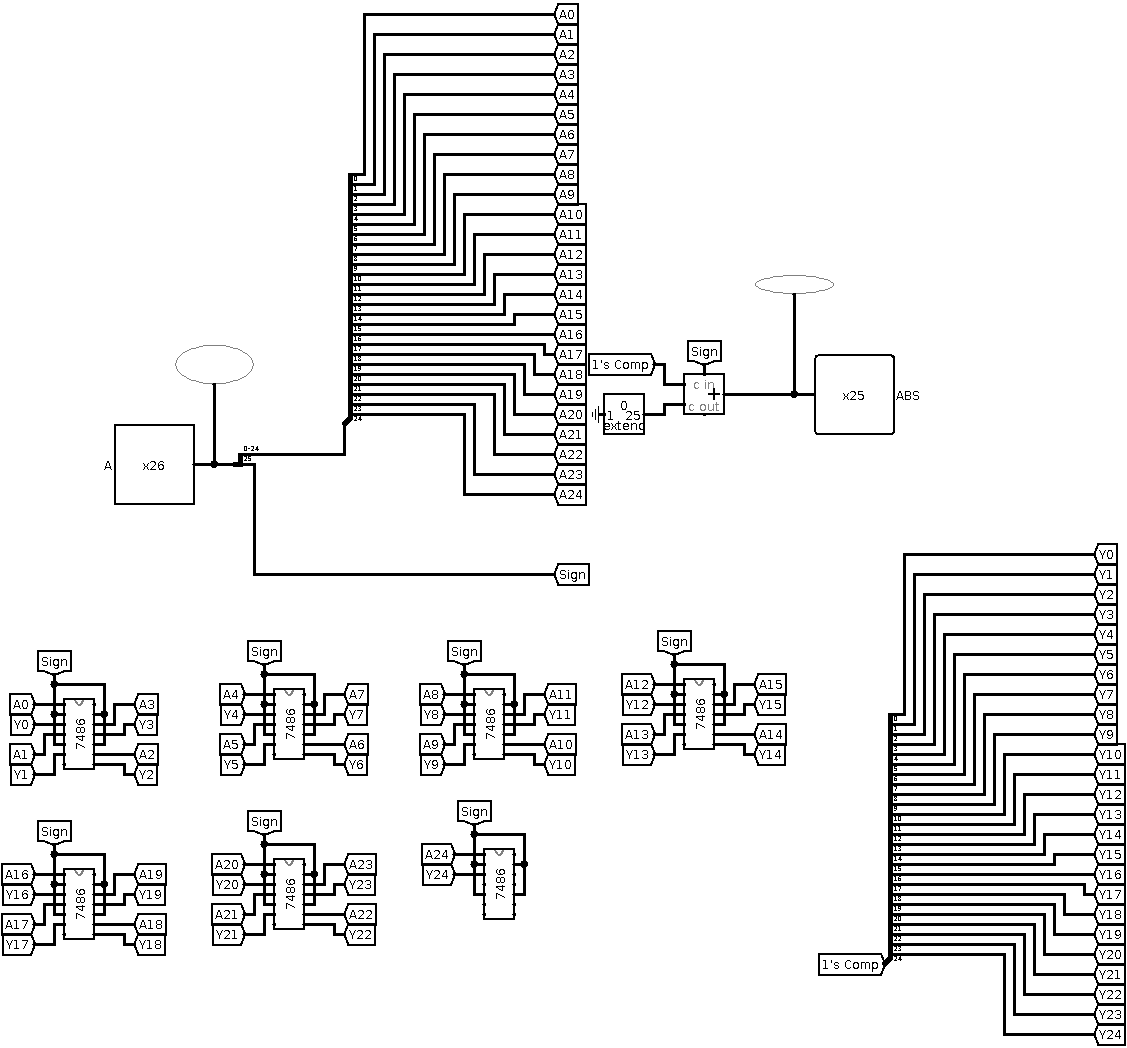 A0
A1
A2
A3
A4
A5
A6
A7
A8
A9
A10
A11
A12
A13
A14
A15
A16
A17
A18
A19
A20
A21
A22
A23
A24
0
1
2
3
4
5
6
7
8
9
10
11
12
13
14
15
16
17
18
19
20
21
22
23
24
A
x26
0-24
25
Sign
1's Comp
0
1 25
extend
Sign
c in
+
c out
x25
ABS
Sign
A0
Y0
A1
Y1
7486
A3
Y3
A2
Y2
Sign
A4
Y4
A5
Y5
7486
A7
Y7
A6
Y6
Sign
A8
Y8
A9
Y9
7486
A11
Y11
A10
Y10
Sign
A12
Y12
A13
Y13
7486
A15
Y15
A14
Y14
Sign
A16
Y16
A17
Y17
7486
A19
Y19
A18
Y18
Sign
A20
Y20
A21
Y21
7486
A23
Y23
A22
Y22
Sign
A24
Y24
7486
Y0
Y1
Y2
Y3
Y4
Y5
Y6
Y7
Y8
Y9
Y10
Y11
Y12
Y13
Y14
Y15
Y16
Y17
Y18
Y19
Y20
Y21
Y22
Y23
Y24
0
1
2
3
4
5
6
7
8
9
10
11
12
13
14
15
16
17
18
19
20
21
22
23
24
1's Comp